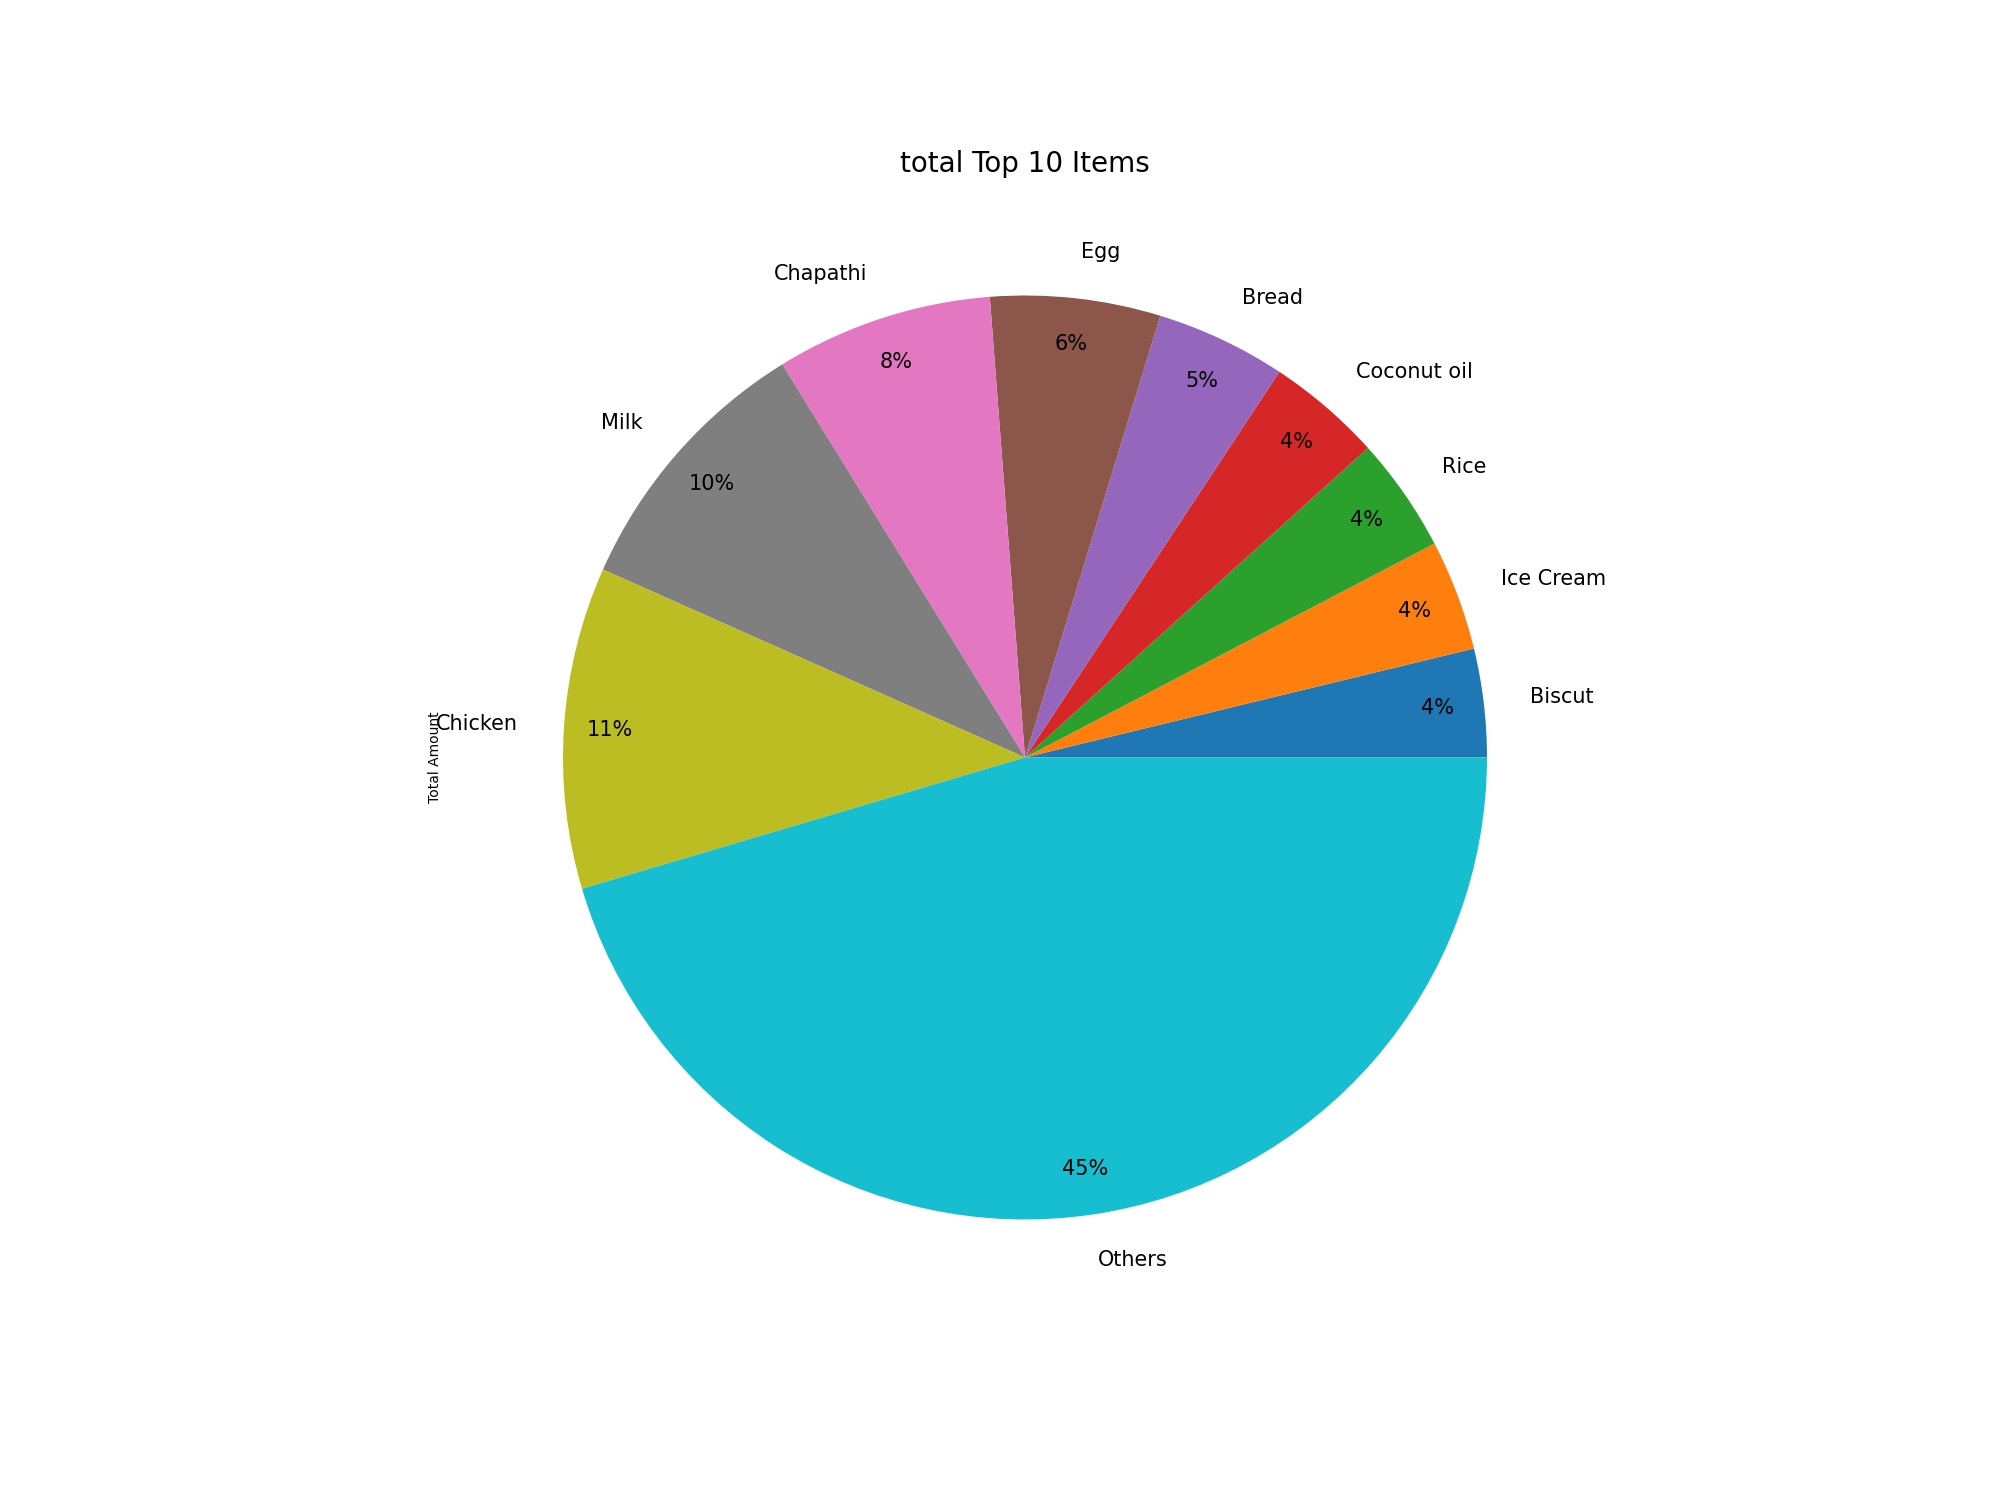 total Top 10 Items
Egg
Chapathi
Bread
6%
8%
5%
Coconut oil
Milk
4%
Rice
10%
4%
Ice Cream
4%
Biscut
4%
Chicken
11%
Total Amount
45%
Others